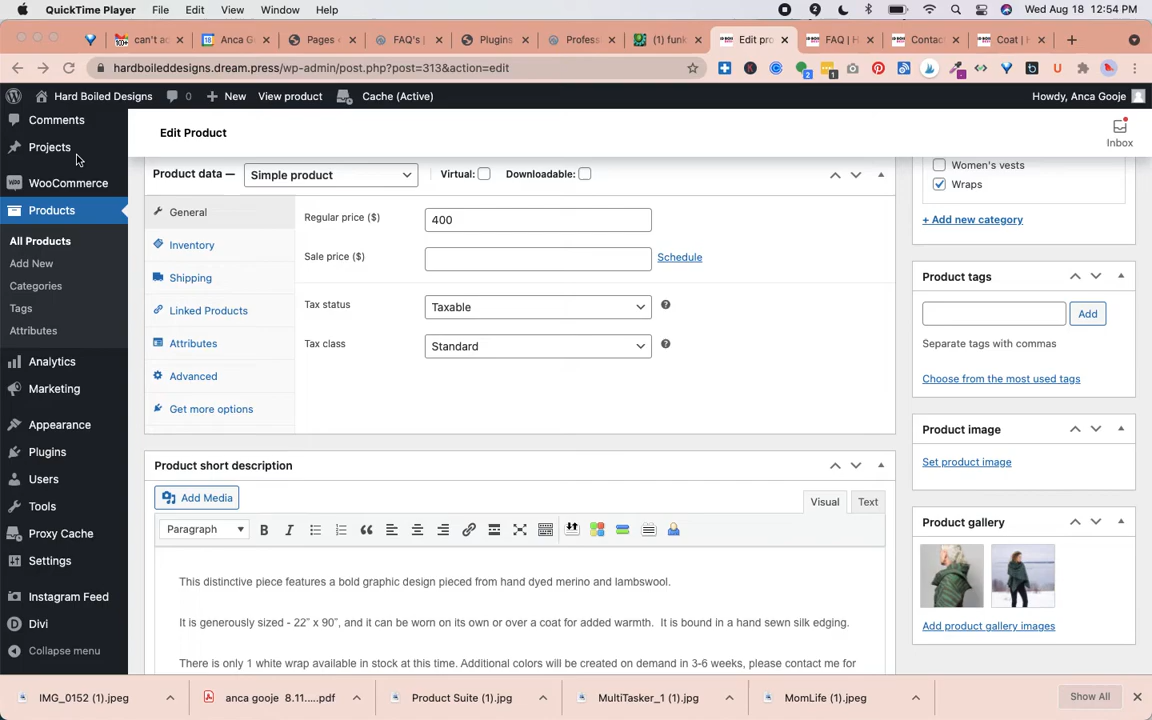 QuickTime Player File Edit View Window Help 2 Wed Aug 18 12:54 PM
100+ can't ac Anca G Pages FAQ's | Plugins Profess (1) funk Edit pro FAQ | H Contac Coat | H
hardboileddesigns.dream.press/wp-admin/post.php?post=313&action=edit
Hard Boiled Designs 0 New View product Cache (Active) Howdy, Anca Gooje
Comments
Projects
WooCommerce
Products
All Products
Add New
Categories
Tags
Attributes
Analytics
Marketing
Appearance
Plugins
Users
Tools
Proxy Cache
Settings
Instagram Feed
Divi
Collapse menu
Edit Product
Inbox
Product data — Simple product Virtual: Downloadable:
General
Inventory
Shipping
Linked Products
Attributes
Advanced
Get more options
Regular price ($) 400
Sale price ($) Schedule
Tax status Taxable
Tax class Standard
Product short description
Add Media
Visual Text
Paragraph
This distinctive piece features a bold graphic design pieced from hand dyed merino and lambswool.
It is generously sized - 22" x 90", and it can be worn on its own or over a coat for added warmth. It is bound in a hand sewn silk edging.
There is only 1 white wrap available in stock at this time. Additional colors will be created on demand in 3-6 weeks, please contact me for
Women's vests
Wraps
+ Add new category
Product tags
Add
Separate tags with commas
Choose from the most used tags
Product image
Set product image
Product gallery
Add product gallery images
IMG_0152 (1).jpeg anca gooje 8.11.....pdf Product Suite (1).jpg MultiTasker_1 (1).jpg MomLife (1).jpeg Show All